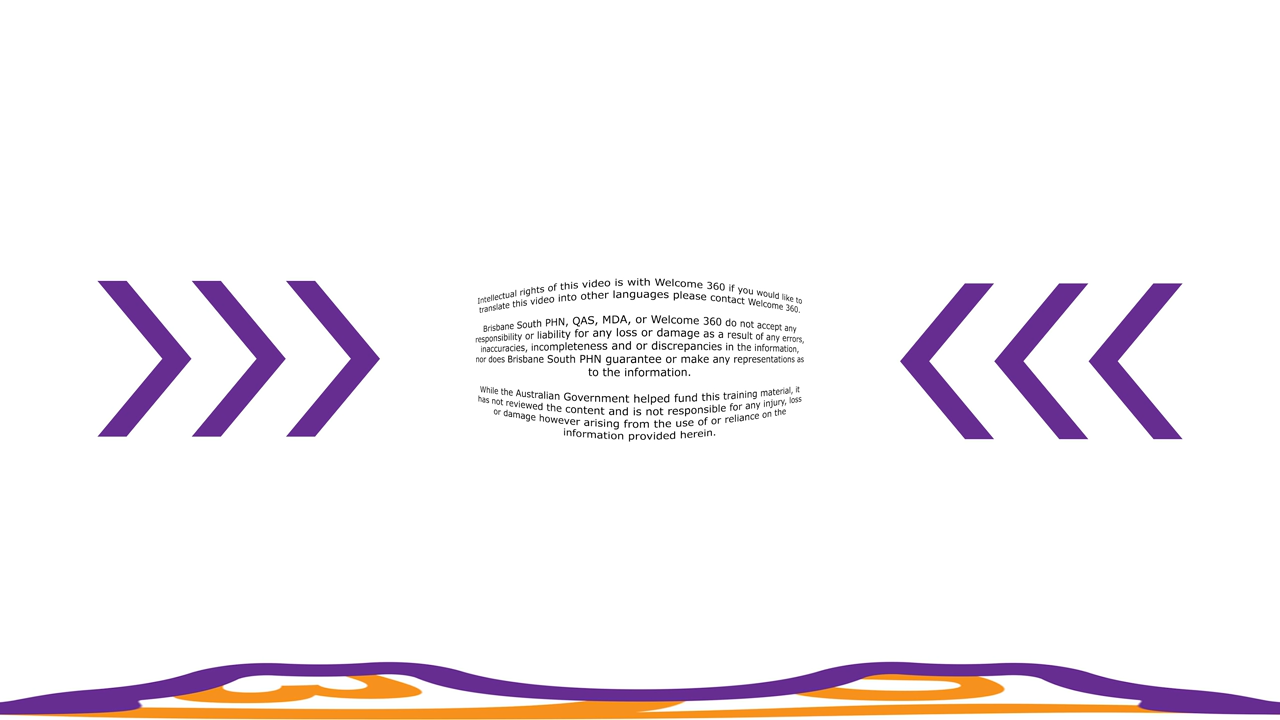 Intellectual rights of this video is with Welcome 360 if you would like to
translate this video into other languages please contact Welcome 360.
Brisbane South PHN, QAS, MDA, or Welcome 360 do not accept any
responsibility or liability for any loss or damage as a result of any errors,
inaccuracies, incompleteness and or discrepancies in the information,
nor does Brisbane South PHN guarantee or make any representations as
to the information.
While the Australian Government helped fund this training material, it
has not reviewed the content and is not responsible for any injury, loss
or damage however arising from the use of or reliance on the
information provided herein.